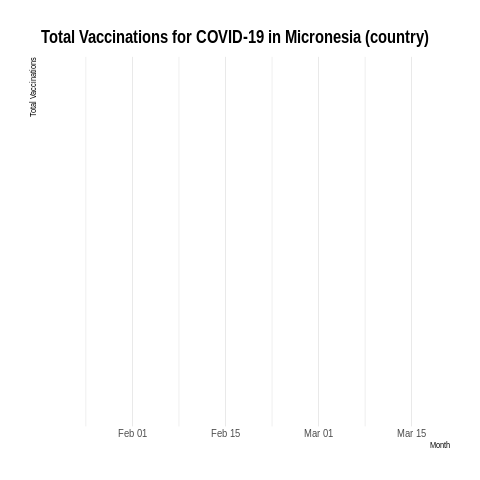 Total Vaccinations for COVID-19 in Micronesia (country)
Total Vaccinations
Feb 01 Feb 15 Mar 01 Mar 15
Month